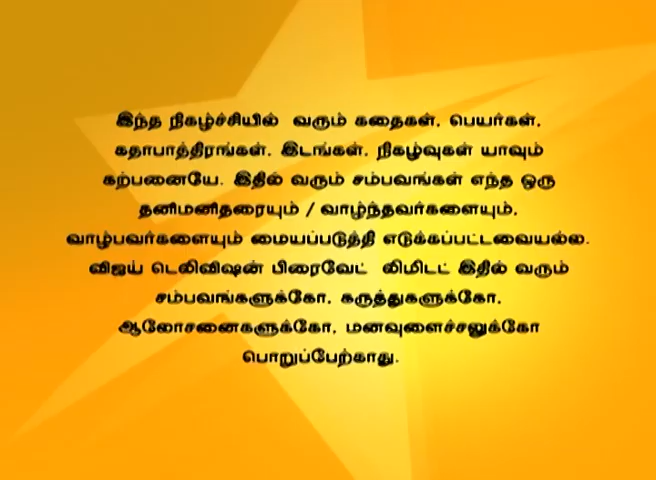 இந்த நிகழ்ச்சியில் வரும் கதைகள், பெயர்கள்,
கதாபாத்திரங்கள், இடங்கள், நிகழ்வுகள் யாவும்
கற்பனையே. இதில் வரும் சம்பவங்கள் எந்த ஒரு
தனிமனிதரையும் / வாழ்ந்தவர்களையும்,
வாழ்பவர்களையும் மையப்படுத்தி எடுக்கப்பட்டவையல்ல.
விஜய் டெலிவிஷன் பிரைவேட் லிமிடட் இதில் வரும்
சம்பவங்களுக்கோ, கருத்துகளுக்கோ,
ஆலோசனைகளுக்கோ, மனவுளைச்சலுக்கோ
பொறுப்பேற்காது.